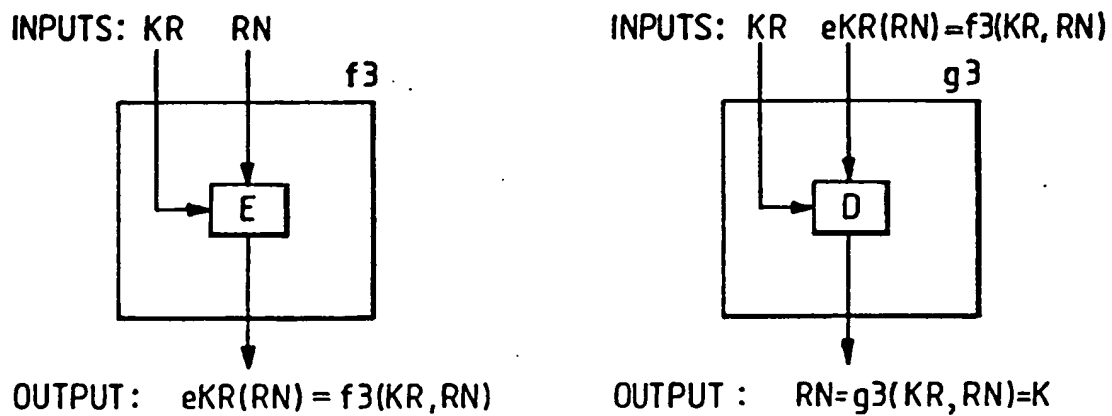 INPUTS: KR RN
f3
E
OUTPUT: eKR(RN) = f3(KR,RN)
INPUTS: KR eKR(RN)=f3(KR,RN)
g3
D
OUTPUT: RN=g3(KR,RN)=K